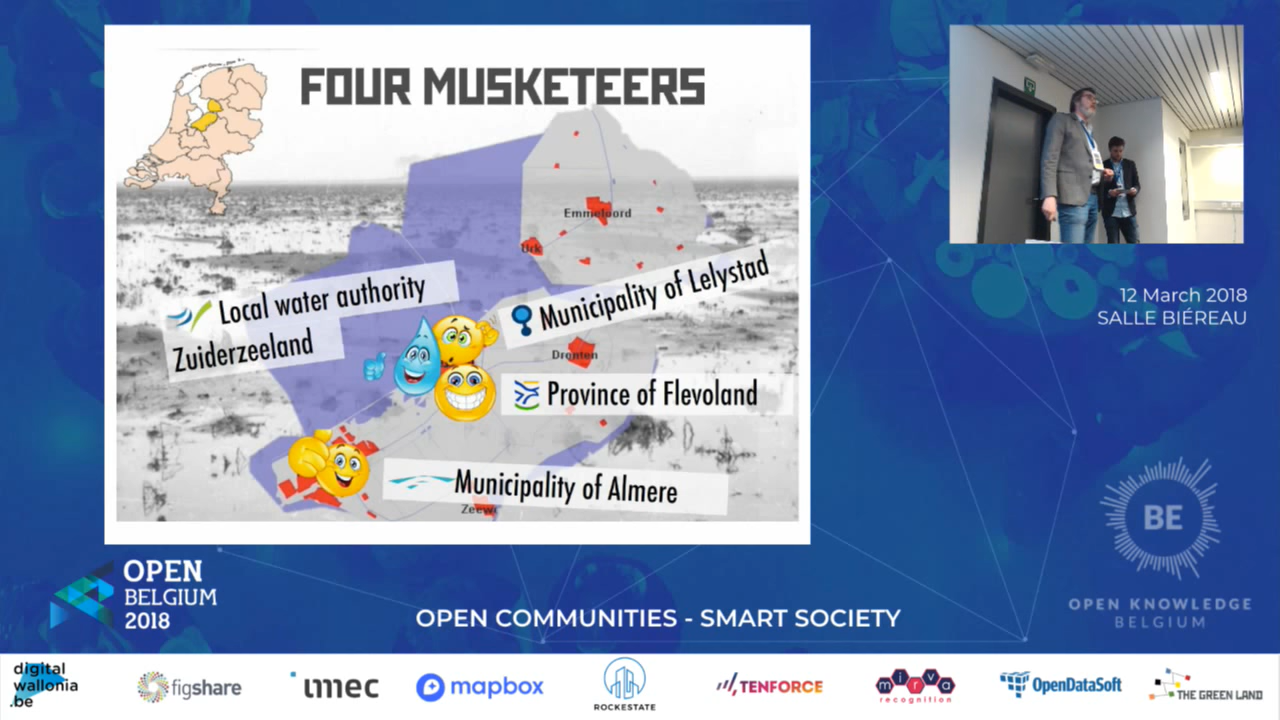 FOUR MUSKETEERS
Emmeloord
Urk
Local water authority
Zuiderzeeland
Municipality of Lelystad
Dronten
Province of Flevoland
Municipality of Almere
Zeewo
12 March 2018
SALLE BIÉREAU
BE
OPEN KNOWLEDGE
BELGIUM
OPEN
BELGIUM
2018
OPEN COMMUNITIES - SMART SOCIETY
digital
wallonia
.be
figshare
imec
mapbox
ROCKESTATE
TENFORCE
mirva
recognition
OpenDataSoft
THE GREEN LAND